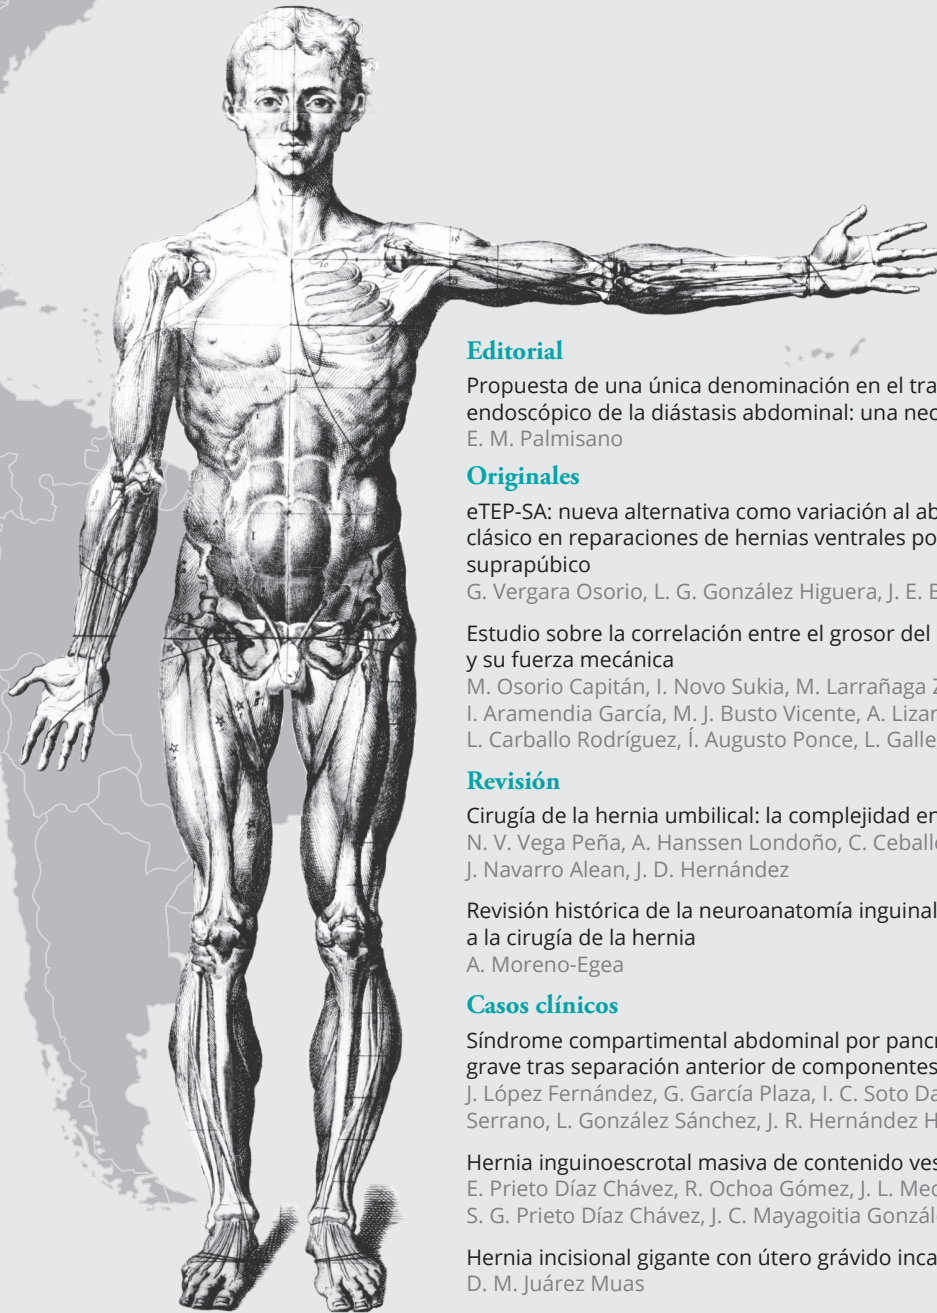 Editorial
Propuesta de una única denominación en el tra
endoscópico de la diástasis abdominal: una nec
E. M. Palmisano
Originales
eTEP-SA: nueva alternativa como variación al ab
clásico en reparaciones de hernias ventrales po
suprapúbico
G. Vergara Osorio, L. G. González Higuera, J. E. B
Estudio sobre la correlación entre el grosor del
y su fuerza mecánica
M. Osorio Capitán, I. Novo Sukia, M. Larrañaga Z
I. Aramendia García, M. J. Busto Vicente, A. Lizar
L. Carballo Rodríguez, Í. Augusto Ponce, L. Galle
Revisión
Cirugía de la hernia umbilical: la complejidad en
N. V. Vega Peña, A. Hanssen Londoño, C. Ceballo
J. Navarro Alean, J. D. Hernández
Revisión histórica de la neuroanatomía inguinal
a la cirugía de la hernia
A. Moreno-Egea
Casos clínicos
Síndrome compartimental abdominal por pancr
grave tras separación anterior de componentes
J. López Fernández, G. García Plaza, I. C. Soto Da
Serrano, L. González Sánchez, J. R. Hernández H
Hernia inguinoescrotal masiva de contenido ves
E. Prieto Díaz Chávez, R. Ochoa Gómez, J. L. Med
S. G. Prieto Díaz Chávez, J. C. Mayagoitia Gonzál
Hernia incisional gigante con útero grávido inca
D. M. Juárez Muas